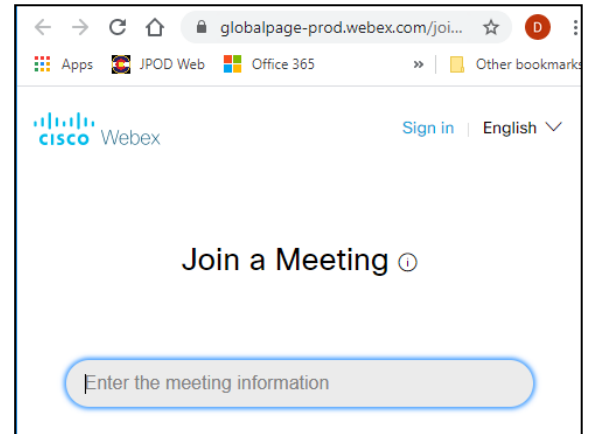 globalpage-prod.webex.com/joi... D
Apps JPOD Web Office 365 » Other bookmarks
CISCO Webex Sign in | English
Join a Meeting
Enter the meeting information